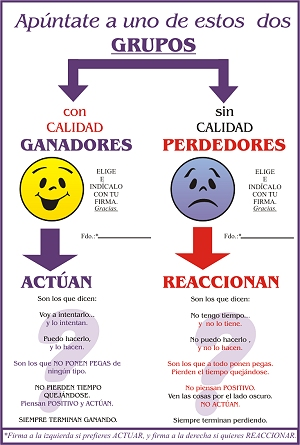 Apúntate a uno de estos dos
GRUPOS
con
CALIDAD
GANADORES
ELIGE
E
INDÍCALO
CON TU
FIRMA.
Gracias.
Fdo.:*
ACTÚAN
Son los que dicen:
Voy a intentarlo...
y lo intentan.
Puedo hacerlo,
y lo hacen.
Son los que NO PONEN PEGAS de
ningún tipo.
NO PIERDEN TIEMPO
QUEJÁNDOSE.
Piensan POSITIVO y ACTÚAN.
SIEMPRE TERMINAN GANANDO.
sin
CALIDAD
PERDEDORES
ELIGE
E
INDÍCALO
CON TU
FIRMA.
Gracias.
Fdo.:*
REACCIONAN
Son los que dicen:
No tengo tiempo...
y no lo tiene.
No puedo hacerlo ,
y no lo hacen.
Son los que a todo ponen pegas.
Pierden el tiempo quejándose.
No piensan POSITIVO.
Ven las cosas por el lado oscuro.
NO ACTÚAN.
Siempre terminan perdiendo.
*Firma a la izquierda si prefieres ACTUAR, y firma a la derecha si quieres REACCIONAR